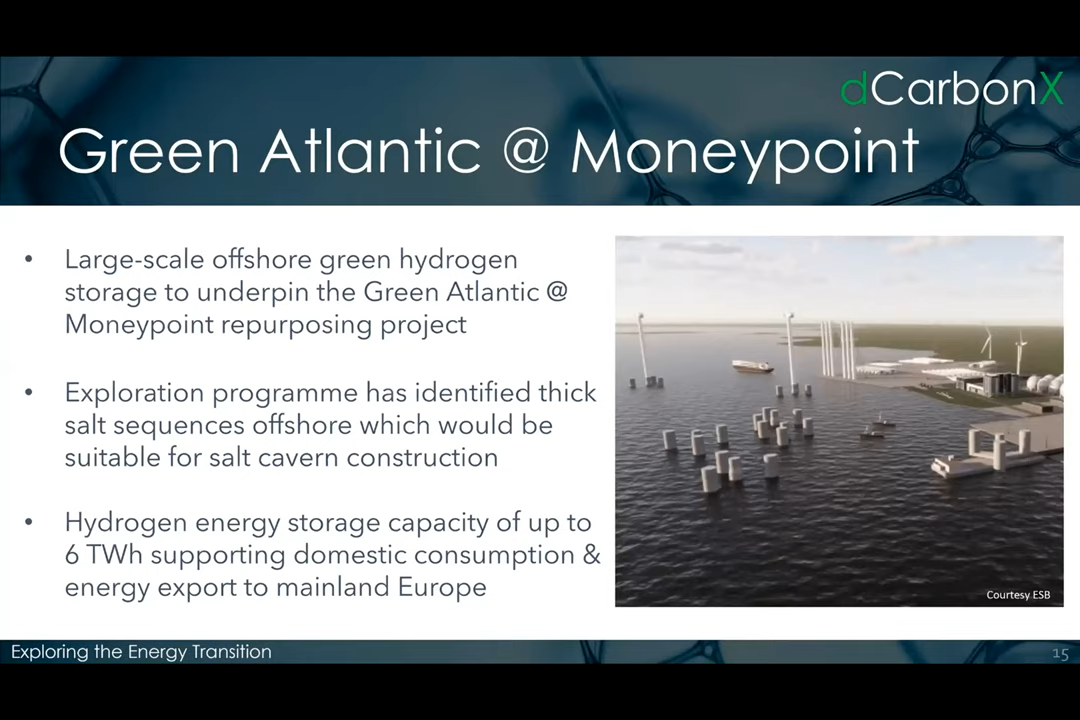 dCarbonX
Green Atlantic @ Moneypoint
• Large-scale offshore green hydrogen
storage to underpin the Green Atlantic @
Moneypoint repurposing project
• Exploration programme has identified thick
salt sequences offshore which would be
suitable for salt cavern construction
• Hydrogen energy storage capacity of up to
6 TWh supporting domestic consumption &
energy export to mainland Europe
Courtesy ESB
Exploring the Energy Transition
15